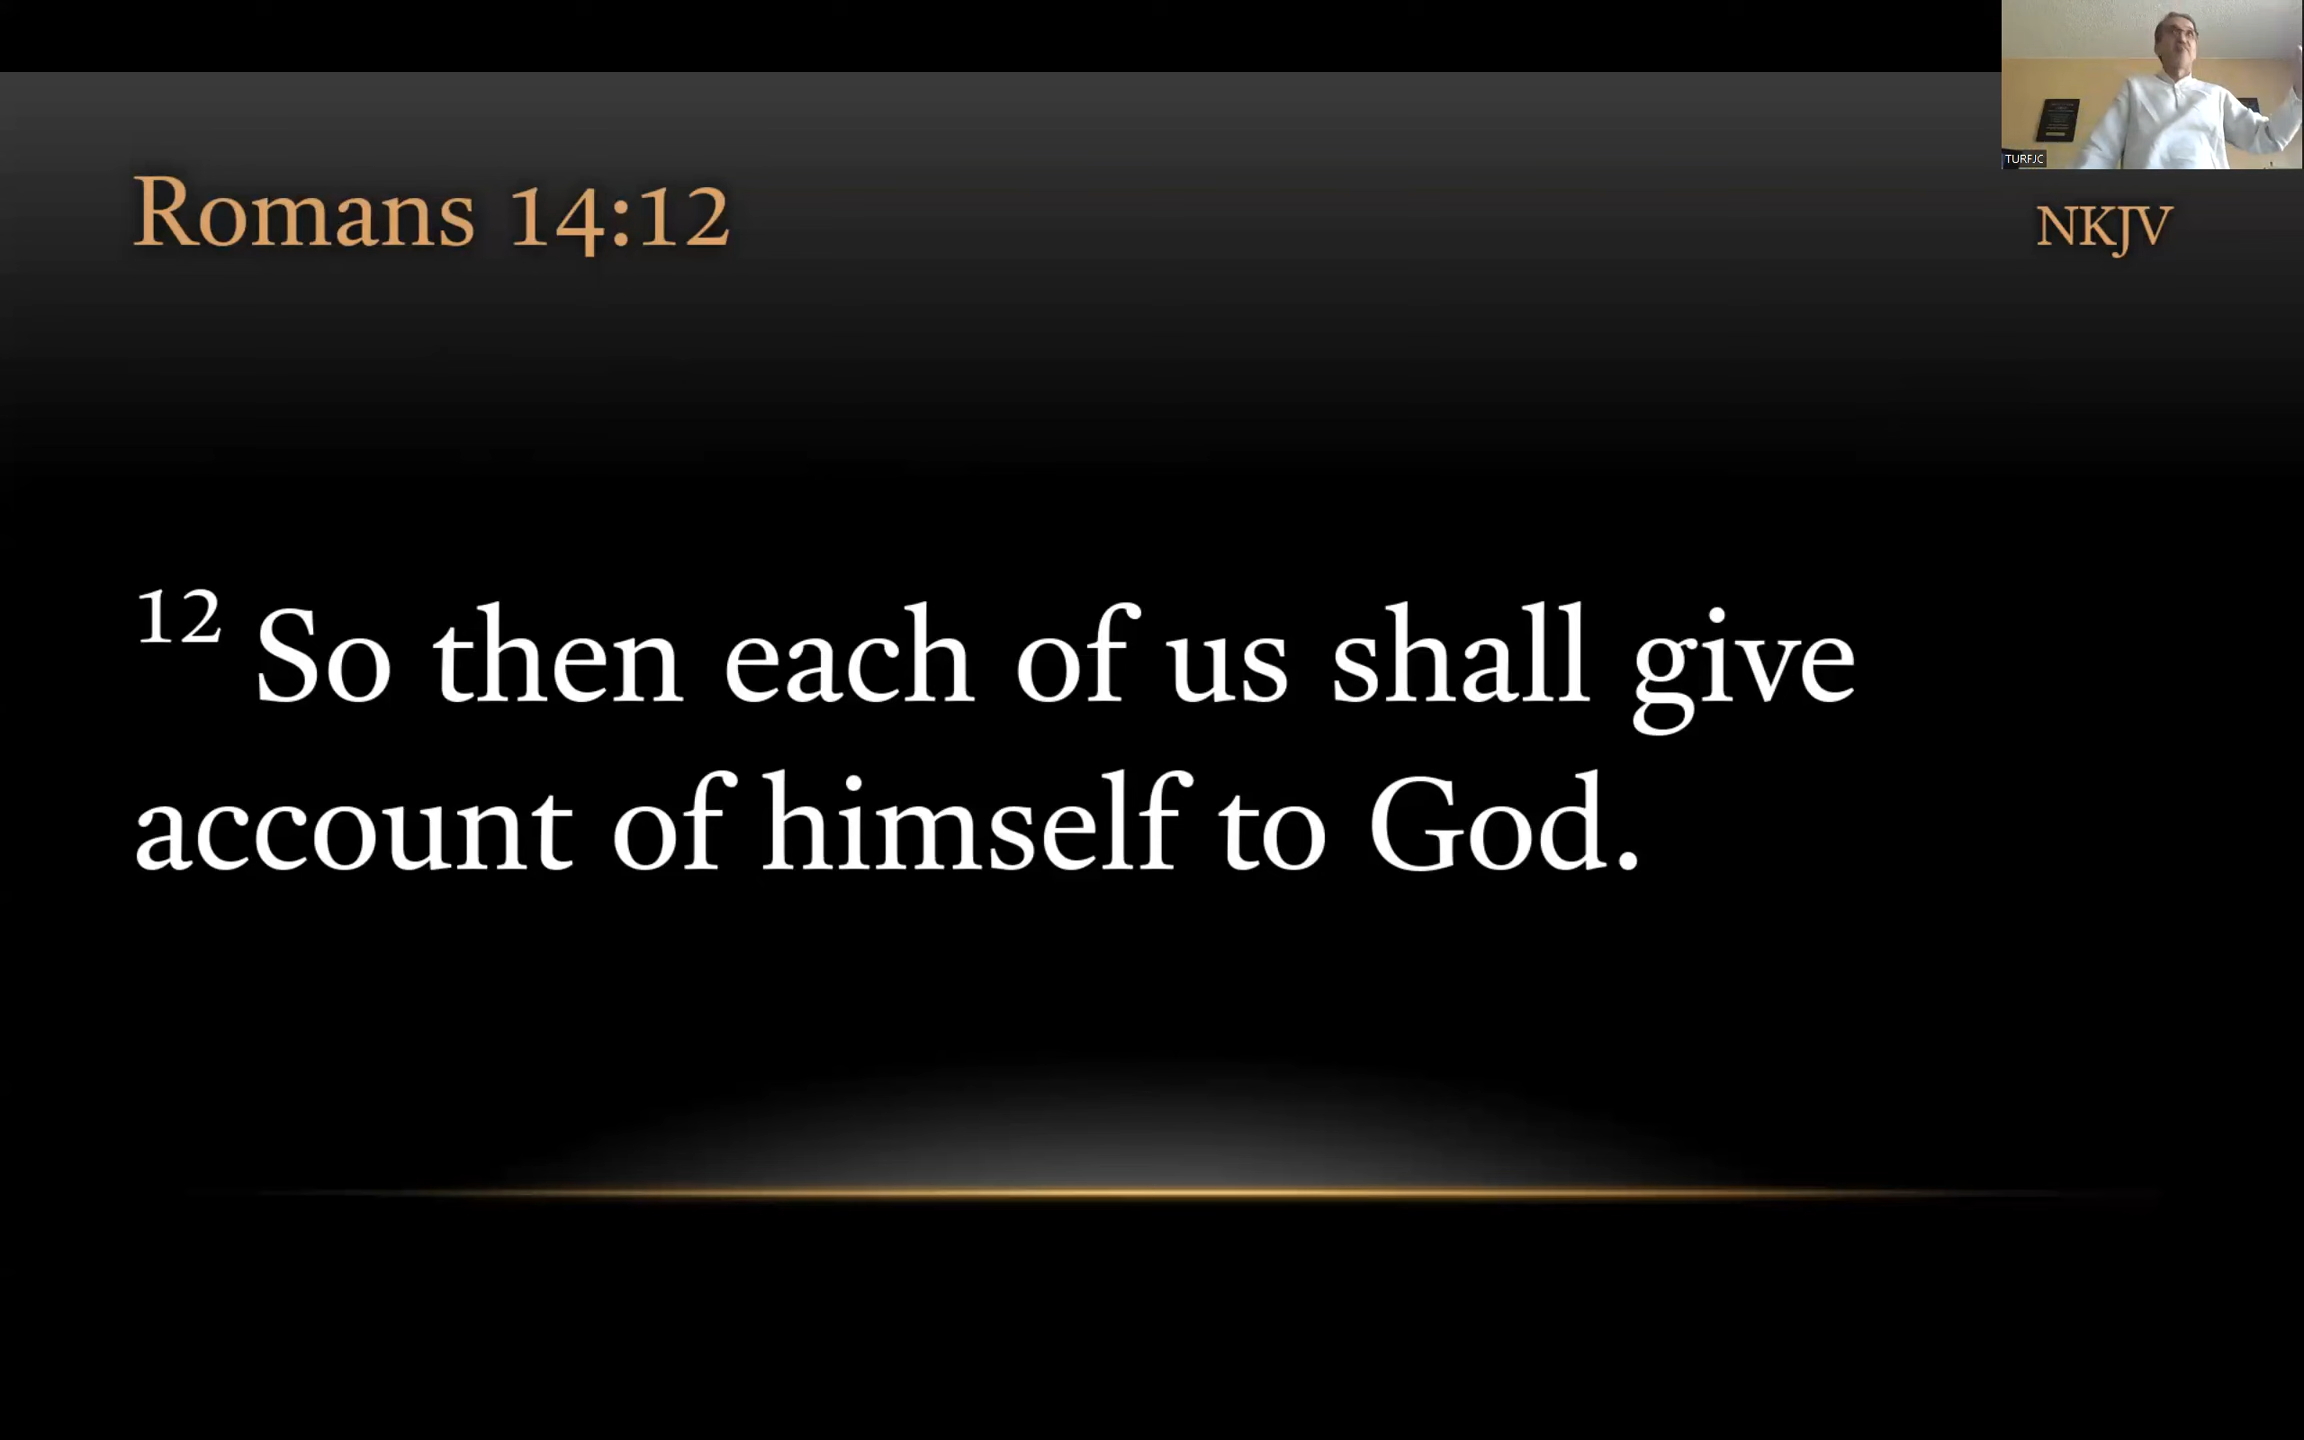 TURFJC
Romans 14:12
NKJV
12 So then each of us shall give
account of himself to God.